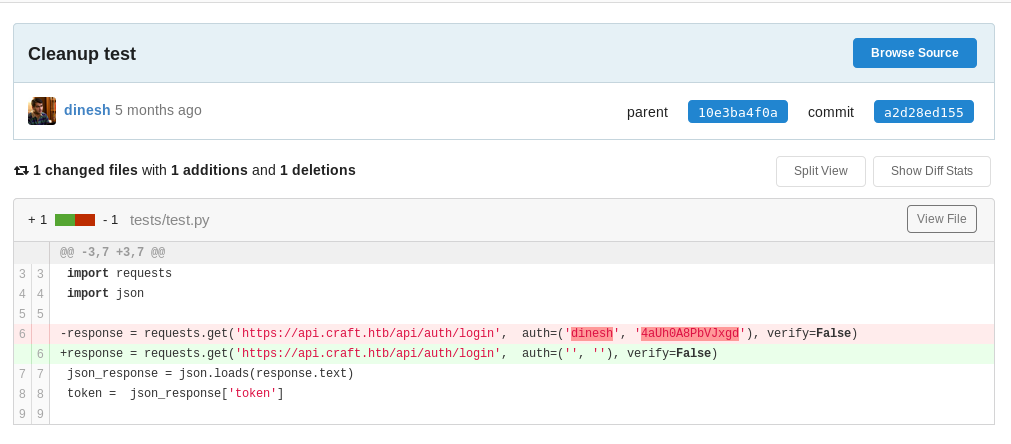 Cleanup test
Browse Source
dinesh 5 months ago
parent 10e3ba4f0a commit a2d28ed155
1 changed files with 1 additions and 1 deletions
Split View Show Diff Stats
+ 1 - 1 tests/test.py View File
@@ -3,7 +3,7 @@
3 3 import requests
4 4 import json
5 5
6 -response = requests.get('https://api.craft.htb/api/auth/login',  auth=('dinesh', '4aUh0A8PbVJxgd'), verify=False)
6 +response = requests.get('https://api.craft.htb/api/auth/login',  auth=('', ''), verify=False)
7 7 json_response = json.loads(response.text)
8 8 token =  json_response['token']
9 9